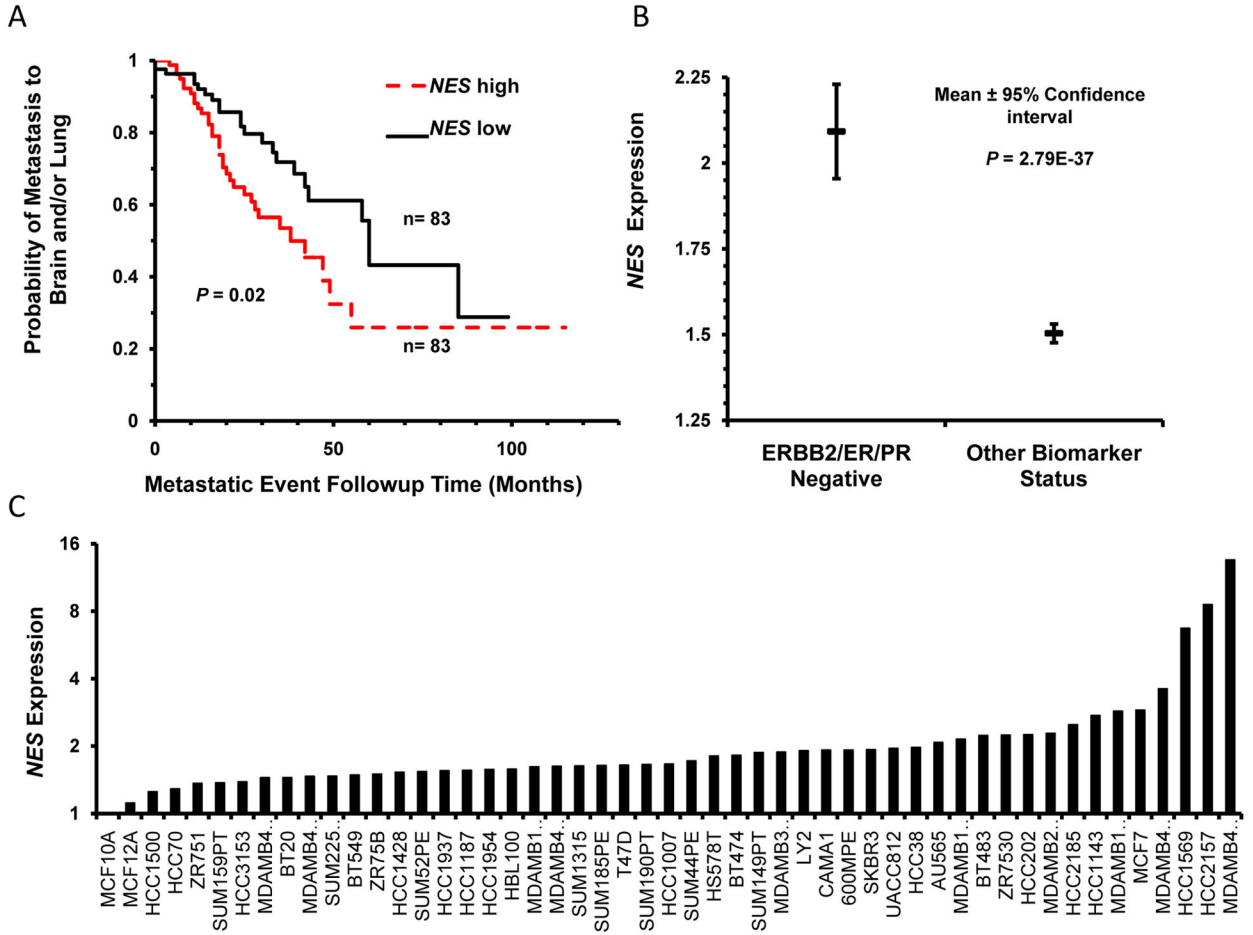 A
Probability of Metastasis to
Brain and/or Lung
1
0.8
0.6
0.4
0.2
0
NES high
NES low
n= 83
P = 0.02
n= 83
0
50
100
Metastatic Event Followup Time (Months)
B
NES Expression
2.25
2
1.75
1.5
1.25
Mean ± 95% Confidence
interval
P = 2.79E-37
ERBB2/ER/PR
Negative
Other Biomarker
Status
C
NES Expression
16
8
4
2
1
MCF10A
MCF12A
HCC1500
HCC70
ZR751
SUM159PT
HCC3153
MDAMB4...
BT20
MDAMB4...
SUM225...
BT549
ZR75B
HCC1428
SUM52PE
HCC1937
HCC1187
HCC1954
HBL100
MDAMB1...
MDAMB4...
SUM1315
SUM185PE
T47D
SUM190PT
HCC1007
SUM44PE
HS578T
BT474
SUM149PT
MDAMB3...
LY2
CAMA1
600MPE
SKBR3
UACC812
HCC38
AU565
MDAMB1...
BT483
ZR7530
HCC202
MDAMB2...
HCC2185
HCC1143
MDAMB1...
MCF7
MDAMB4...
HCC1569
HCC2157
MDAMB4...